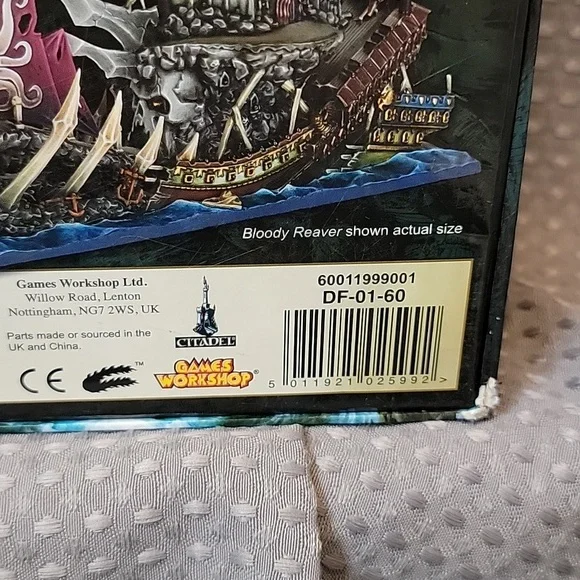 Bloody Reaver shown actual size
Games Workshop Ltd.
Willow Road, Lenton
Nottingham, NG7 2WS, UK
Parts made or sourced in the
UK and China.
CE
™
CITADEL
GAMES
WORKSHOP®
60011999001
DF-01-60
5 011921 025992 >